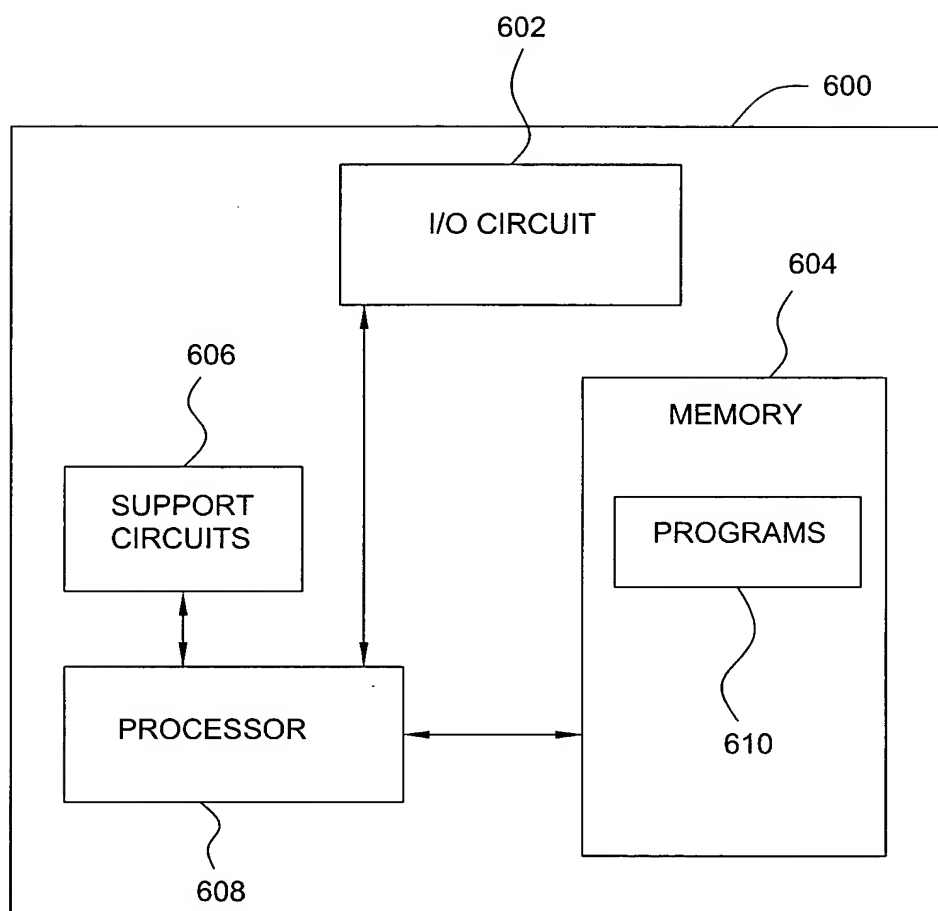 602
600
I/O CIRCUIT
604
606
MEMORY
SUPPORT
CIRCUITS
PROGRAMS
PROCESSOR
610
608